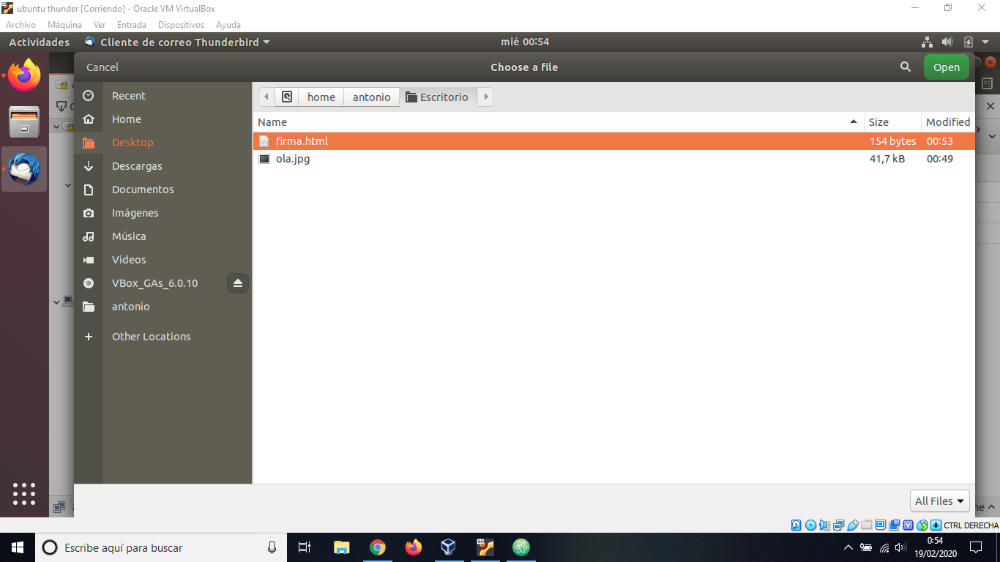 ubuntu thunder [Corriendo] - Oracle VM VirtualBox
Archivo Máquina Ver Entrada Dispositivos Ayuda
Actividades Cliente de correo Thunderbird mié 00:54
Cancel Choose a file Open
Recent
Home
Desktop
Descargas
Documentos
Imágenes
Música
Vídeos
VBox_GAs_6.0.10
antonio
Other Locations
home antonio Escritorio
Name Size Modified
firma.html 154 bytes 00:53
ola.jpg 41,7 kB 00:49
All Files
CTRL DERECHA
Escribe aquí para buscar
0:54
19/02/2020